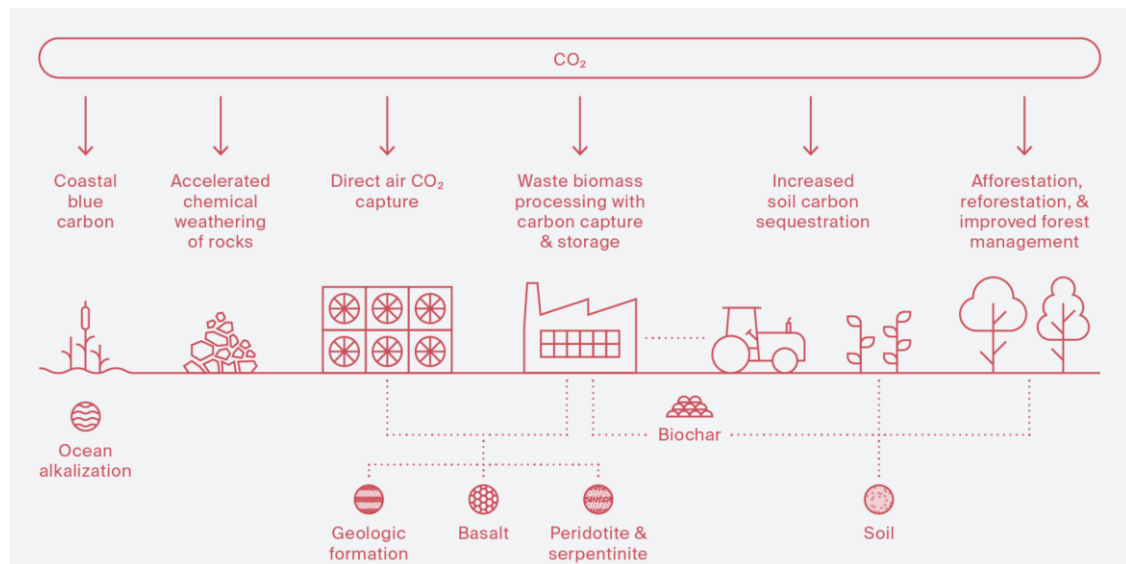 CO₂
Coastal
blue
carbon
Accelerated
chemical
weathering
of rocks
Direct air CO₂
capture
Waste biomass
processing with
carbon capture
& storage
Increased
soil carbon
sequestration
Afforestation,
reforestation, &
improved forest
management
Ocean
alkalization
Biochar
Geologic
formation
Basalt
Peridotite &
serpentinite
Soil